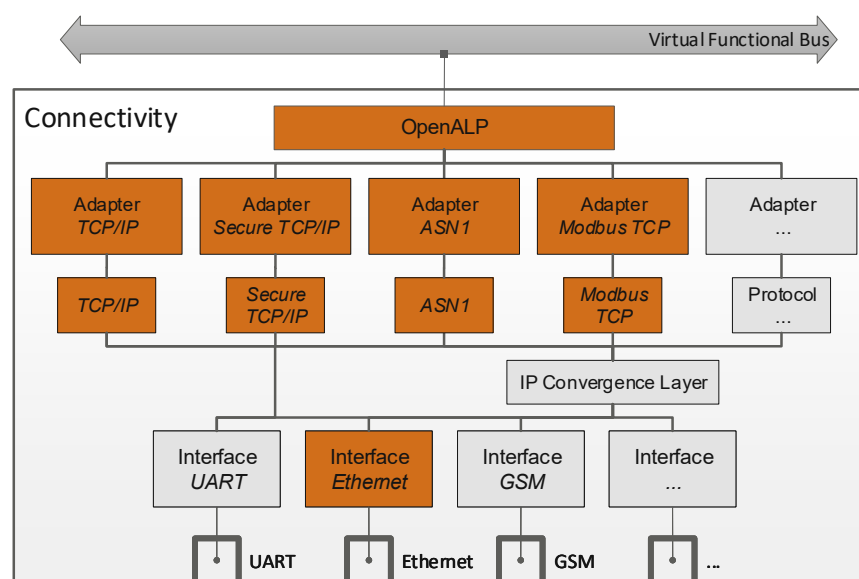 Virtual Functional Bus
Connectivity
OpenALP
Adapter
TCP/IP
Adapter
Secure TCP/IP
Adapter
ASN1
Adapter
Modbus TCP
Adapter
...
TCP/IP
Secure
TCP/IP
ASN1
Modbus
TCP
Protocol
...
IP Convergence Layer
Interface
UART
Interface
Ethernet
Interface
GSM
Interface
...
UART
Ethernet
GSM
...